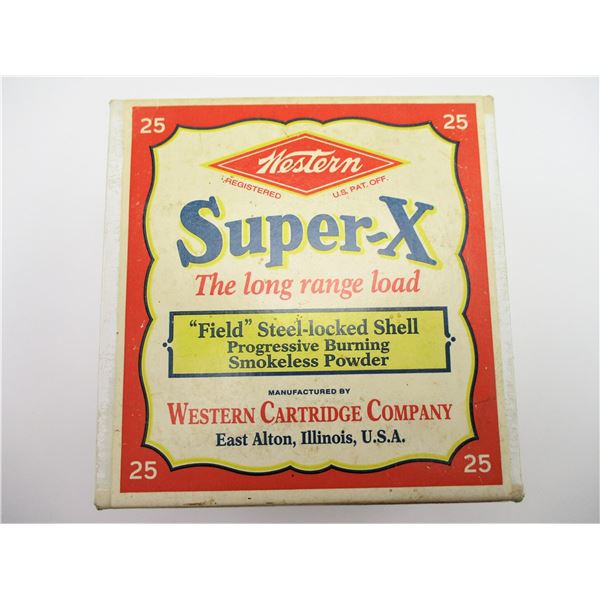 25 25
Western
REGISTERED U.S. PAT. OFF.
Super-X
The long range load
"Field" Steel-locked Shell
Progressive Burning
Smokeless Powder
MANUFACTURED BY
WESTERN CARTRIDGE COMPANY
East Alton, Illinois, U.S.A.
25 25